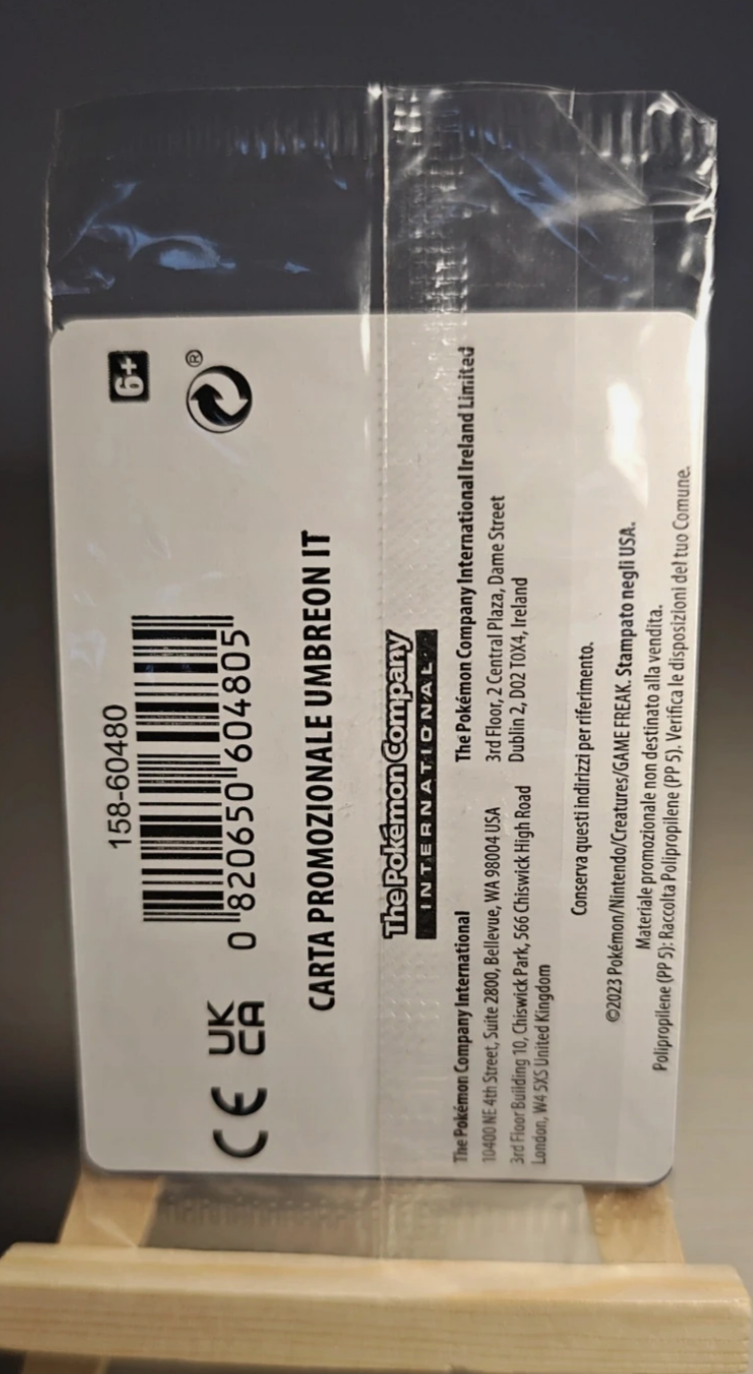 158-60480
6+
0 820650 604805
CE
UK
CA
®
CARTA PROMOZIONALE UMBREON IT
The Pokémon Company
INTERNATIONAL
The Pokémon Company International
10400 NE 4th Street, Suite 2800, Bellevue, WA 98004 USA
3rd Floor Building 10, Chiswick Park, 566 Chiswick High Road
London, W4 5XS United Kingdom
The Pokémon Company International Ireland Limited
3rd Floor, 2 Central Plaza, Dame Street
Dublin 2, D02 T0X4, Ireland
Conserva questi indirizzi per riferimento.
©2023 Pokémon/Nintendo/Creatures/GAME FREAK. Stampato negli USA.
Materiale promozionale non destinato alla vendita.
Polipropilene (PP 5): Raccolta Polipropilene (PP 5). Verifica le disposizioni del tuo Comune.